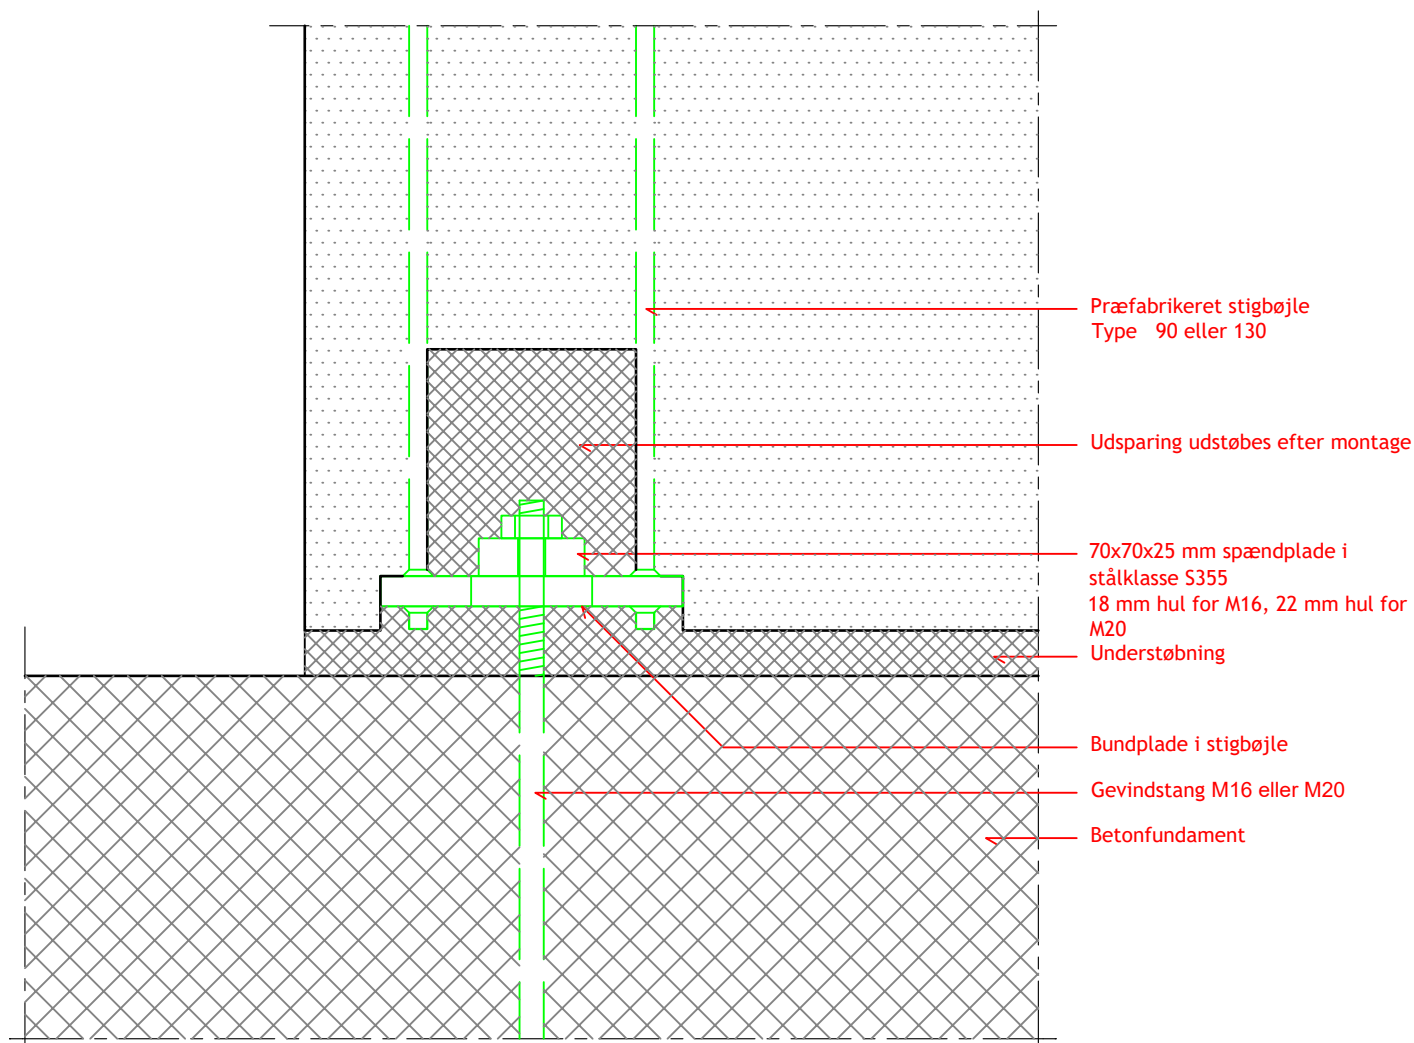 Præfabrikeret stigbøjle
Type 90 eller 130
Udsparing udstøbes efter montage
70x70x25 mm spændplade i
stålklasse S355
18 mm hul for M16, 22 mm hul for
M20
Understøbning
Bundplade i stigbøjle
Gevindstang M16 eller M20
Betonfundament